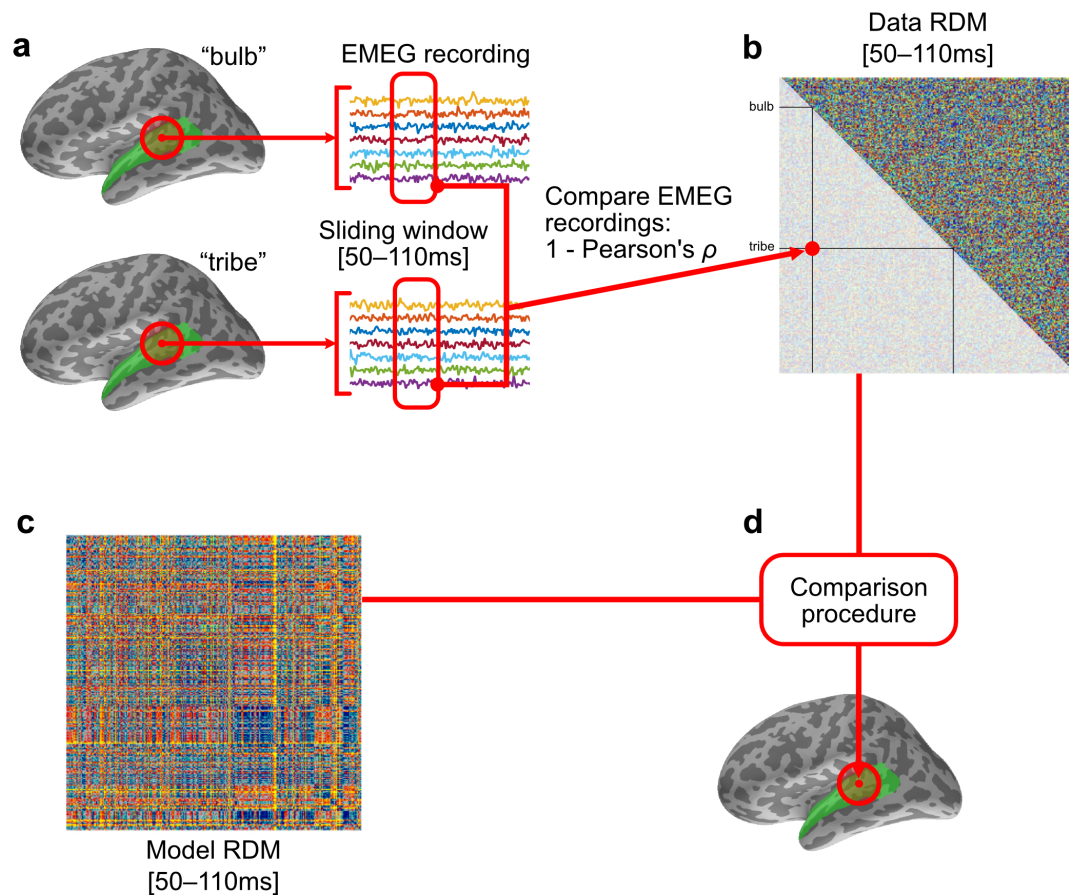 a
“bulb”
EMEG recording
“tribe”
Sliding window
[50–110ms]
Compare EMEG
recordings:
1 - Pearson's ρ
b
Data RDM
[50–110ms]
bulb
tribe
c
Model RDM
[50–110ms]
d
Comparison
procedure